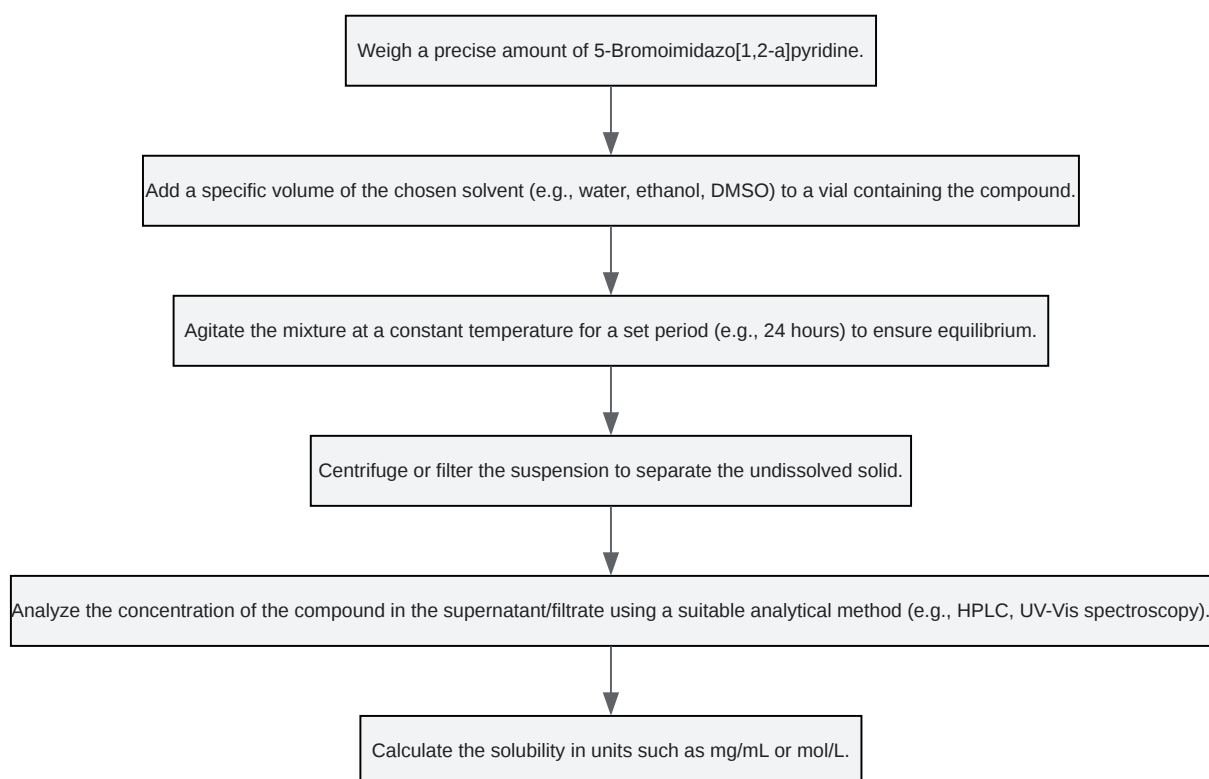 Weigh a precise amount of 5-Bromoimidazo[1,2-a]pyridine.
Add a specific volume of the chosen solvent (e.g., water, ethanol, DMSO) to a vial containing the compound.
Agitate the mixture at a constant temperature for a set period (e.g., 24 hours) to ensure equilibrium.
Centrifuge or filter the suspension to separate the undissolved solid.
Analyze the concentration of the compound in the supernatant/filtrate using a suitable analytical method (e.g., HPLC, UV-Vis spectroscopy).
Calculate the solubility in units such as mg/mL or mol/L.